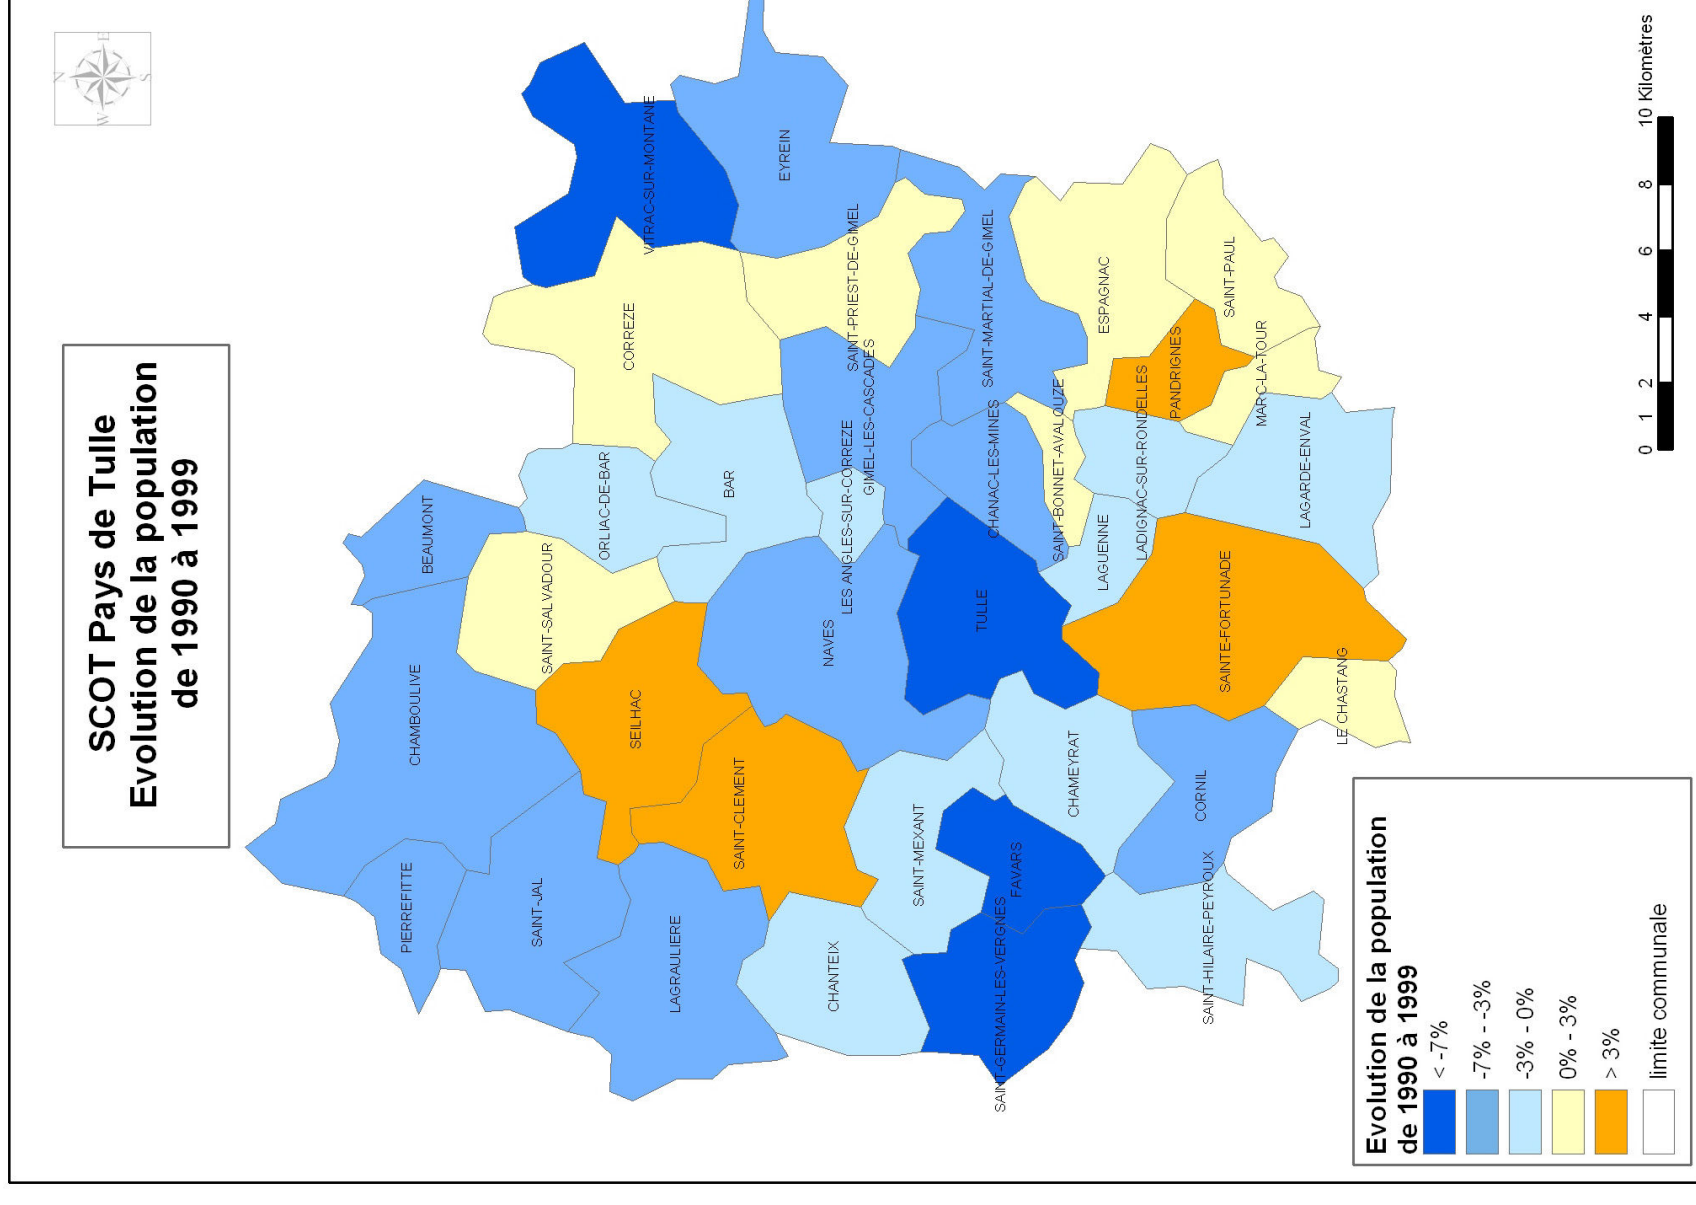 SCOT Pays de Tulle
Evolution de la population
de 1990 à 1999
N
E
S
W
BEAUMONT
CHAMBOULIVE
PIERREFITTE
SAINT-JAL
LAGRAULIERE
SAINT-SALVADOUR
ORLIAC-DE-BAR
CORREZE
VITRAC-SUR-MONTANE
EYREIN
BAR
SEILHAC
SAINT-CLEMENT
NAVES
LES ANGLES-SUR-CORREZE
GIMEL-LES-CASCADES
SAINT-PRIEST-DE-GIMEL
SAINT-MARTIAL-DE-GIMEL
CHANAC-LES-MINES
TULLE
CHANTEIX
SAINT-MEXANT
FAVARS
SAINT-GERMAIN-LES-VERGNES
CHAMEYRAT
SAINT-BONNET-AVALOUZE
LAGUENNE
LADIGNAC-SUR-RONDELLES
ESPAGNAC
PANDRIGNES
SAINT-PAUL
MARC-LA-TOUR
LAGARDE-ENVAL
SAINTE-FORTUNADE
LE CHASTANG
CORNIL
SAINT-HILAIRE-PEYROUX
Evolution de la population
de 1990 à 1999
< -7%
-7% - -3%
-3% - 0%
0% - 3%
> 3%
limite communale
0 1 2 4 6 8 10 Kilomètres